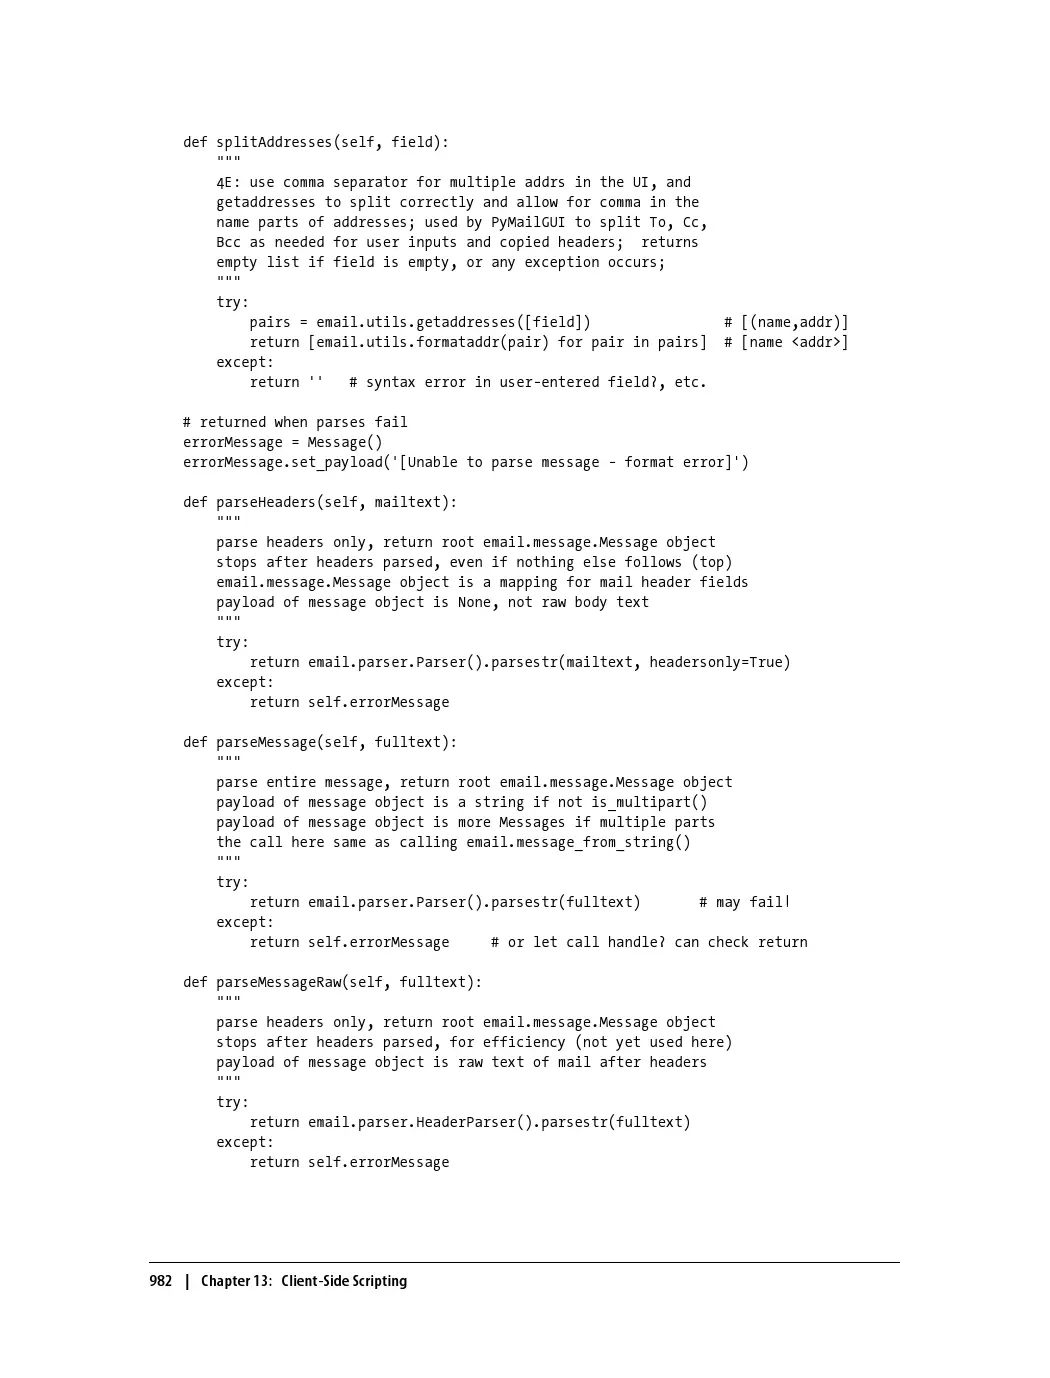 def splitAddresses(self, field):
    """
    4E: use comma separator for multiple addrs in the UI, and
    getaddresses to split correctly and allow for comma in the
    name parts of addresses; used by PyMailGUI to split To, Cc,
    Bcc as needed for user inputs and copied headers;  returns
    empty list if field is empty, or any exception occurs;
    """
    try:
        pairs = email.utils.getaddresses([field])                # [(name,addr)]
        return [email.utils.formataddr(pair) for pair in pairs]  # [name <addr>]
    except:
        return ''   # syntax error in user-entered field?, etc.

# returned when parses fail
errorMessage = Message()
errorMessage.set_payload('[Unable to parse message - format error]')

def parseHeaders(self, mailtext):
    """
    parse headers only, return root email.message.Message object
    stops after headers parsed, even if nothing else follows (top)
    email.message.Message object is a mapping for mail header fields
    payload of message object is None, not raw body text
    """
    try:
        return email.parser.Parser().parsestr(mailtext, headersonly=True)
    except:
        return self.errorMessage

def parseMessage(self, fulltext):
    """
    parse entire message, return root email.message.Message object
    payload of message object is a string if not is_multipart()
    payload of message object is more Messages if multiple parts
    the call here same as calling email.message_from_string()
    """
    try:
        return email.parser.Parser().parsestr(fulltext)       # may fail!
    except:
        return self.errorMessage     # or let call handle? can check return

def parseMessageRaw(self, fulltext):
    """
    parse headers only, return root email.message.Message object
    stops after headers parsed, for efficiency (not yet used here)
    payload of message object is raw text of mail after headers
    """
    try:
        return email.parser.HeaderParser().parsestr(fulltext)
    except:
        return self.errorMessage

982 | Chapter 13: Client-Side Scripting